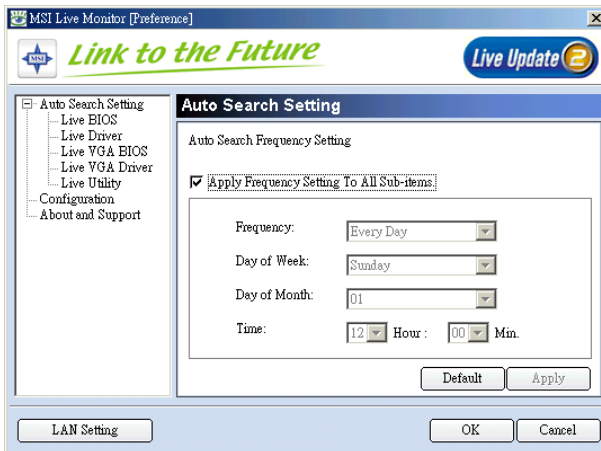 MSI Live Monitor [Preference]
MSI
Link to the Future
Live Update 2
Auto Search Setting
Live BIOS
Live Driver
Live VGA BIOS
Live VGA Driver
Live Utility
Configuration
About and Support
Auto Search Setting
Auto Search Frequency Setting
Apply Frequency Setting To All Sub-items.
Frequency: Every Day
Day of Week: Sunday
Day of Month: 01
Time: 12 Hour : 00 Min.
Default Apply
LAN Setting OK Cancel